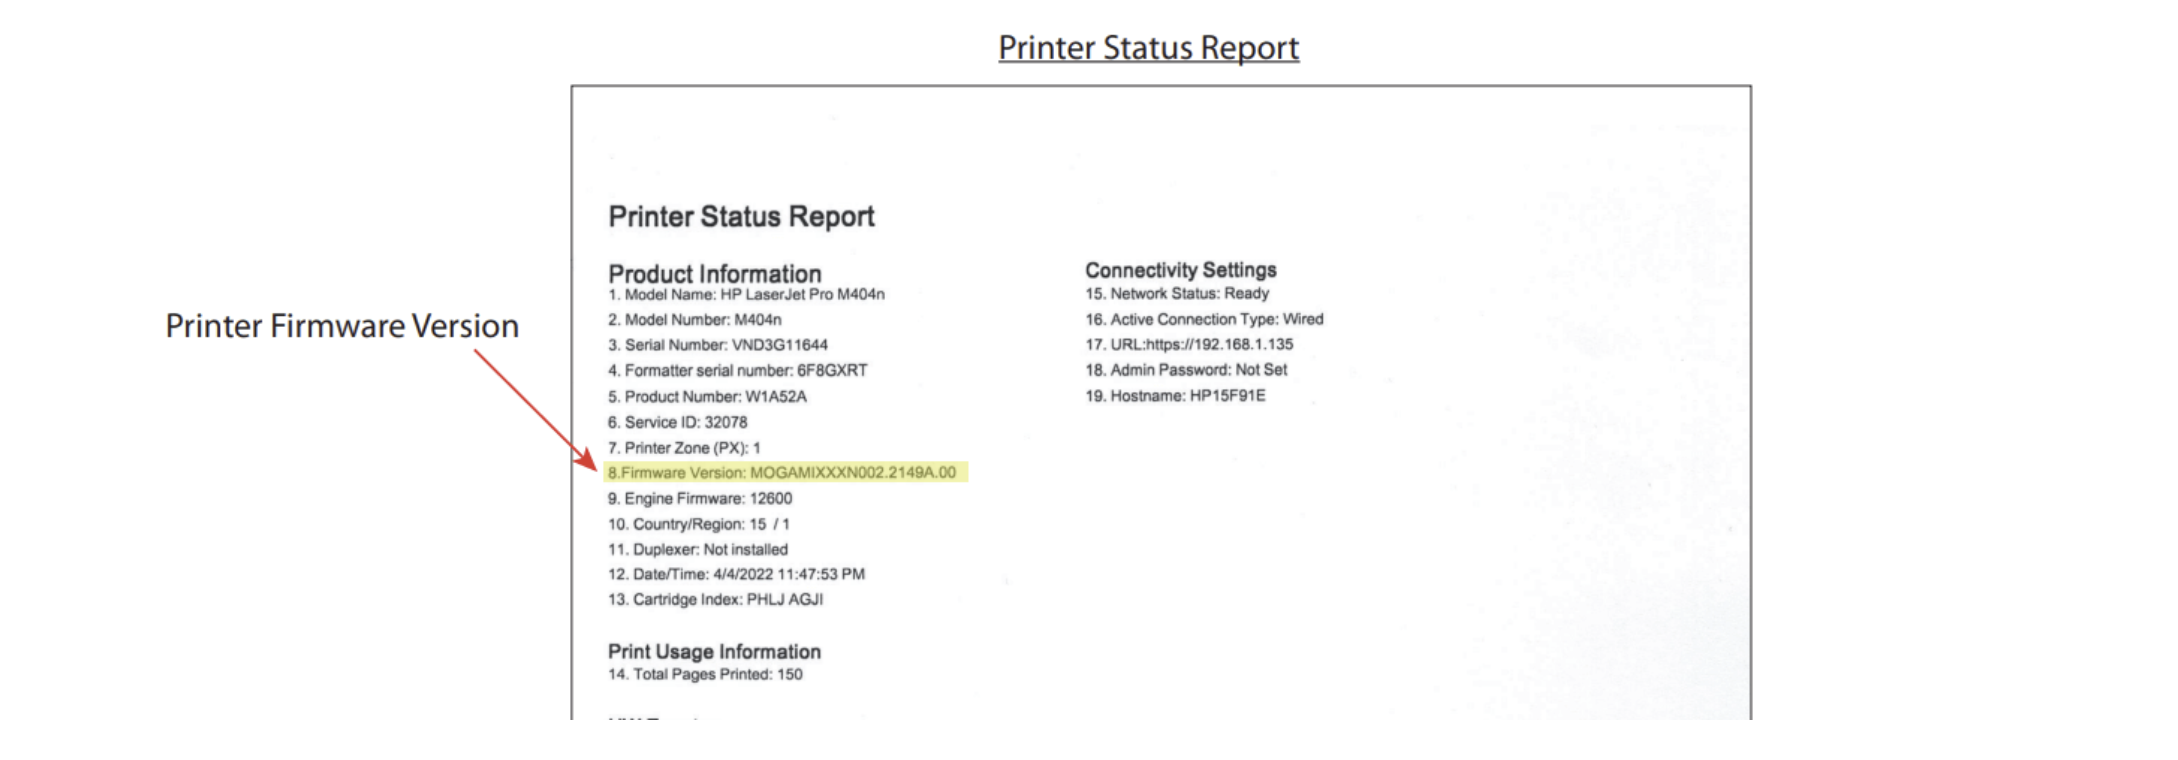 Printer Status Report
Printer Firmware Version
Printer Status Report
Product Information
1. Model Name: HP LaserJet Pro M404n
2. Model Number: M404n
3. Serial Number: VND3G11644
4. Formatter serial number: 6F8GXRT
5. Product Number: W1A52A
6. Service ID: 32078
7. Printer Zone (PX): 1
8.Firmware Version: MOGAMIXXXN002.2149A.00
9. Engine Firmware: 12600
10. Country/Region: 15 / 1
11. Duplexer: Not installed
12. Date/Time: 4/4/2022 11:47:53 PM
13. Cartridge Index: PHLJ AGJI
Print Usage Information
14. Total Pages Printed: 150
Connectivity Settings
15. Network Status: Ready
16. Active Connection Type: Wired
17. URL:https://192.168.1.135
18. Admin Password: Not Set
19. Hostname: HP15F91E